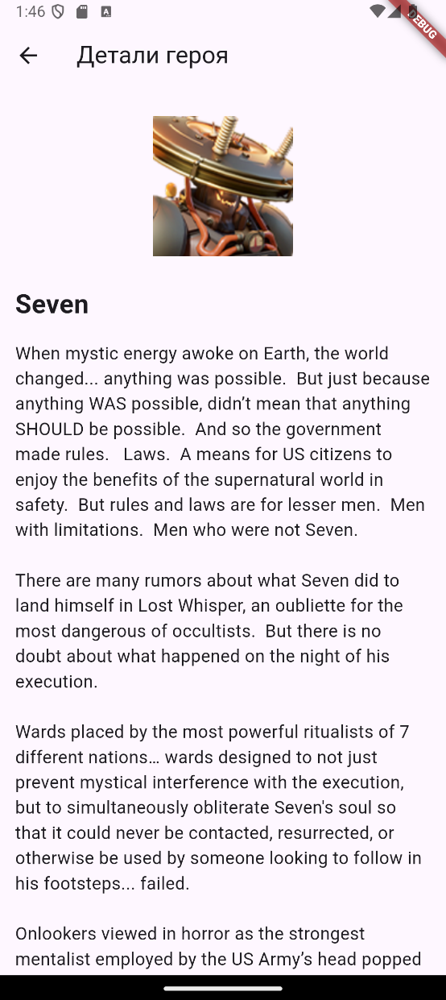 1:46
DEBUG
Детали героя
Seven
When mystic energy awoke on Earth, the world
changed... anything was possible.  But just because
anything WAS possible, didn’t mean that anything
SHOULD be possible.  And so the government
made rules.   Laws.  A means for US citizens to
enjoy the benefits of the supernatural world in
safety.  But rules and laws are for lesser men.  Men
with limitations.  Men who were not Seven.
There are many rumors about what Seven did to
land himself in Lost Whisper, an oubliette for the
most dangerous of occultists.  But there is no
doubt about what happened on the night of his
execution.
Wards placed by the most powerful ritualists of 7
different nations… wards designed to not just
prevent mystical interference with the execution,
but to simultaneously obliterate Seven's soul so
that it could never be contacted, resurrected, or
otherwise be used by someone looking to follow in
his footsteps... failed.
Onlookers viewed in horror as the strongest
mentalist employed by the US Army’s head popped